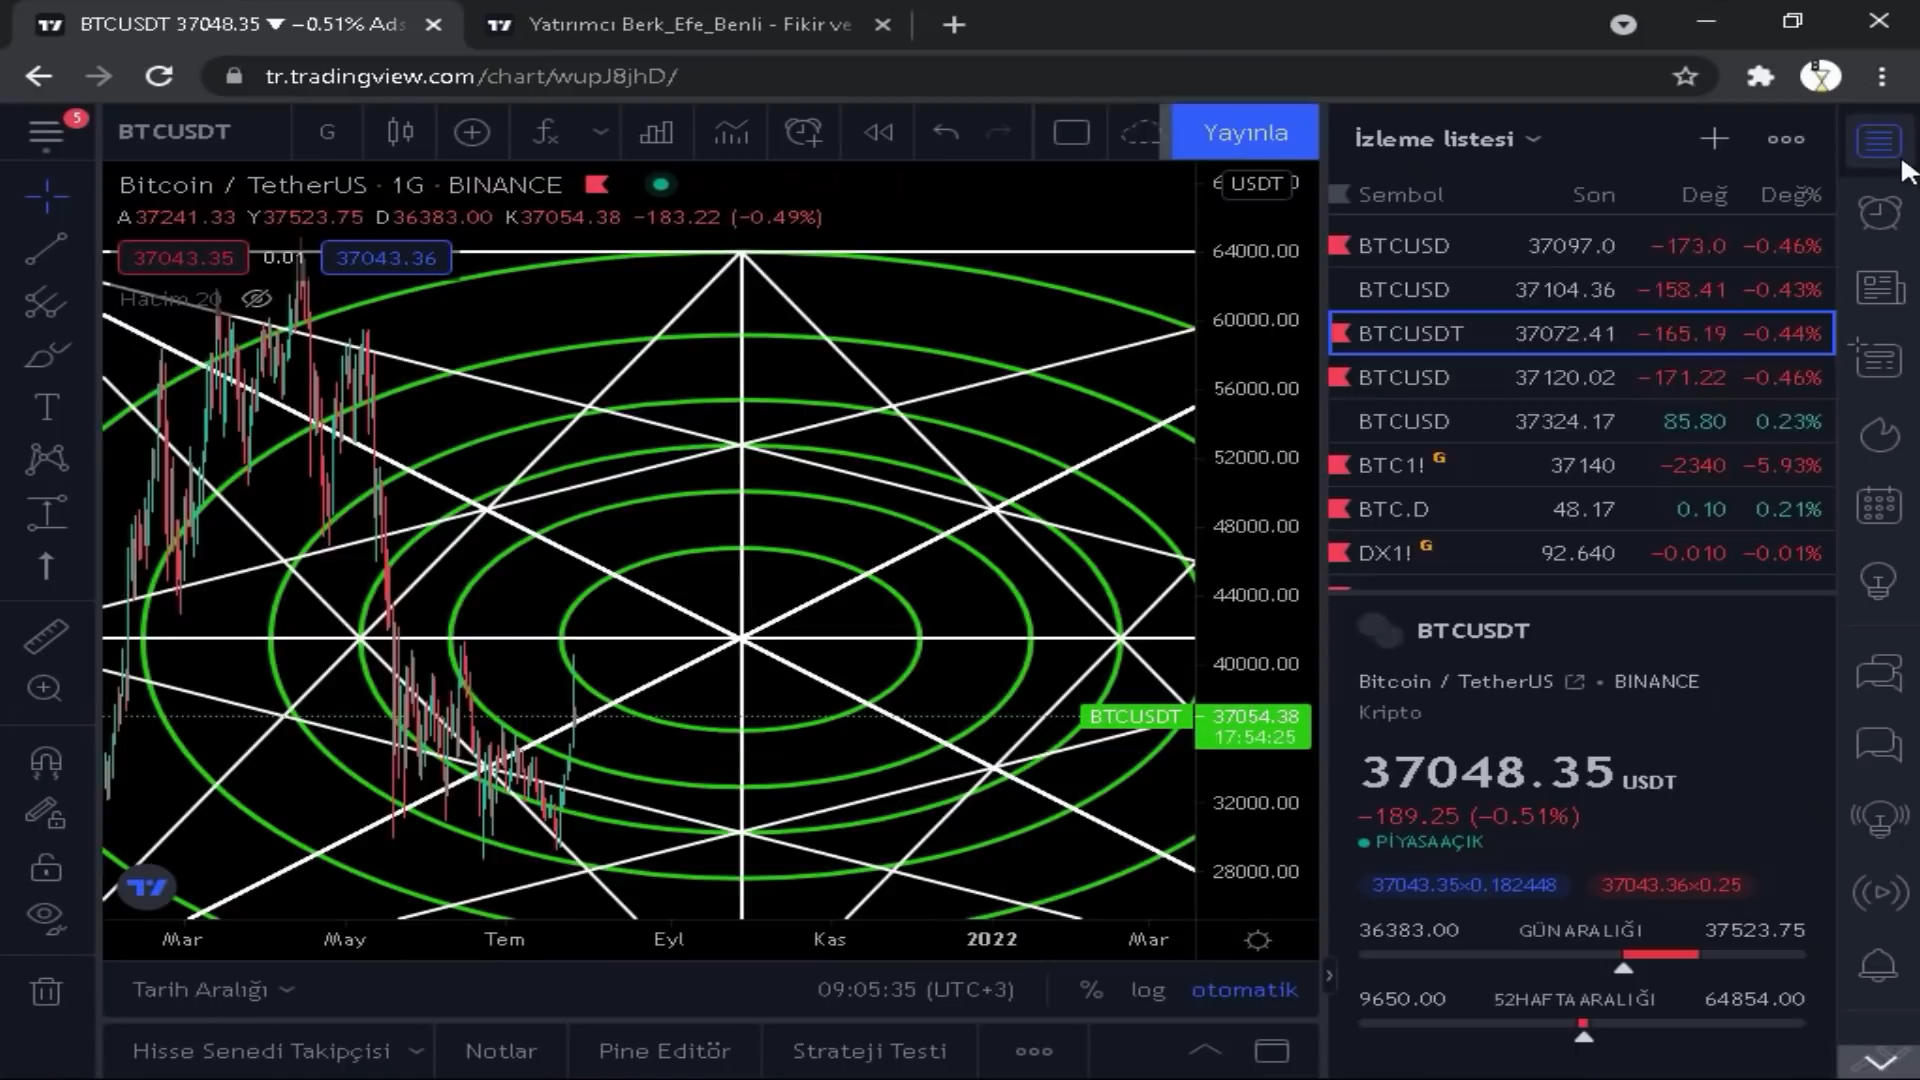 BTCUSDT 37048.35 ▼ −0.51% Ads
Yatırımcı Berk_Efe_Benli - Fikir ve
tr.tradingview.com/chart/wupJ8jhD/
5
BTCUSDT
G
Yayınla
Bitcoin / TetherUS · 1G · BINANCE
USDT
A37241.33 Y37523.75 D36383.00 K37054.38 −183.22 (−0.49%)
37043.35 0.01 37043.36
Hacim 20
64000.00
60000.00
56000.00
52000.00
48000.00
44000.00
40000.00
BTCUSDT 37054.38
17:54:25
32000.00
28000.00
Mar May Tem Eyl Kas 2022 Mar
Tarih Aralığı
09:05:35 (UTC+3) % log otomatik
Hisse Senedi Takipçisi Notlar Pine Editör Strateji Testi
İzleme listesi
Sembol Son Değ Değ%
BTCUSD 37097.0 −173.0 −0.46%
BTCUSD 37104.36 −158.41 −0.43%
BTCUSDT 37072.41 −165.19 −0.44%
BTCUSD 37120.02 −171.22 −0.46%
BTCUSD 37324.17 85.80 0.23%
BTC1! G 37140 −2340 −5.93%
BTC.D 48.17 0.10 0.21%
DX1! G 92.640 −0.010 −0.01%
BTCUSDT
Bitcoin / TetherUS • BINANCE
Kripto
37048.35 USDT
−189.25 (−0.51%)
PİYASA AÇIK
37043.35×0.182448 37043.36×0.25
36383.00 GÜN ARALIĞI 37523.75
9650.00 52HAFTA ARALIĞI 64854.00